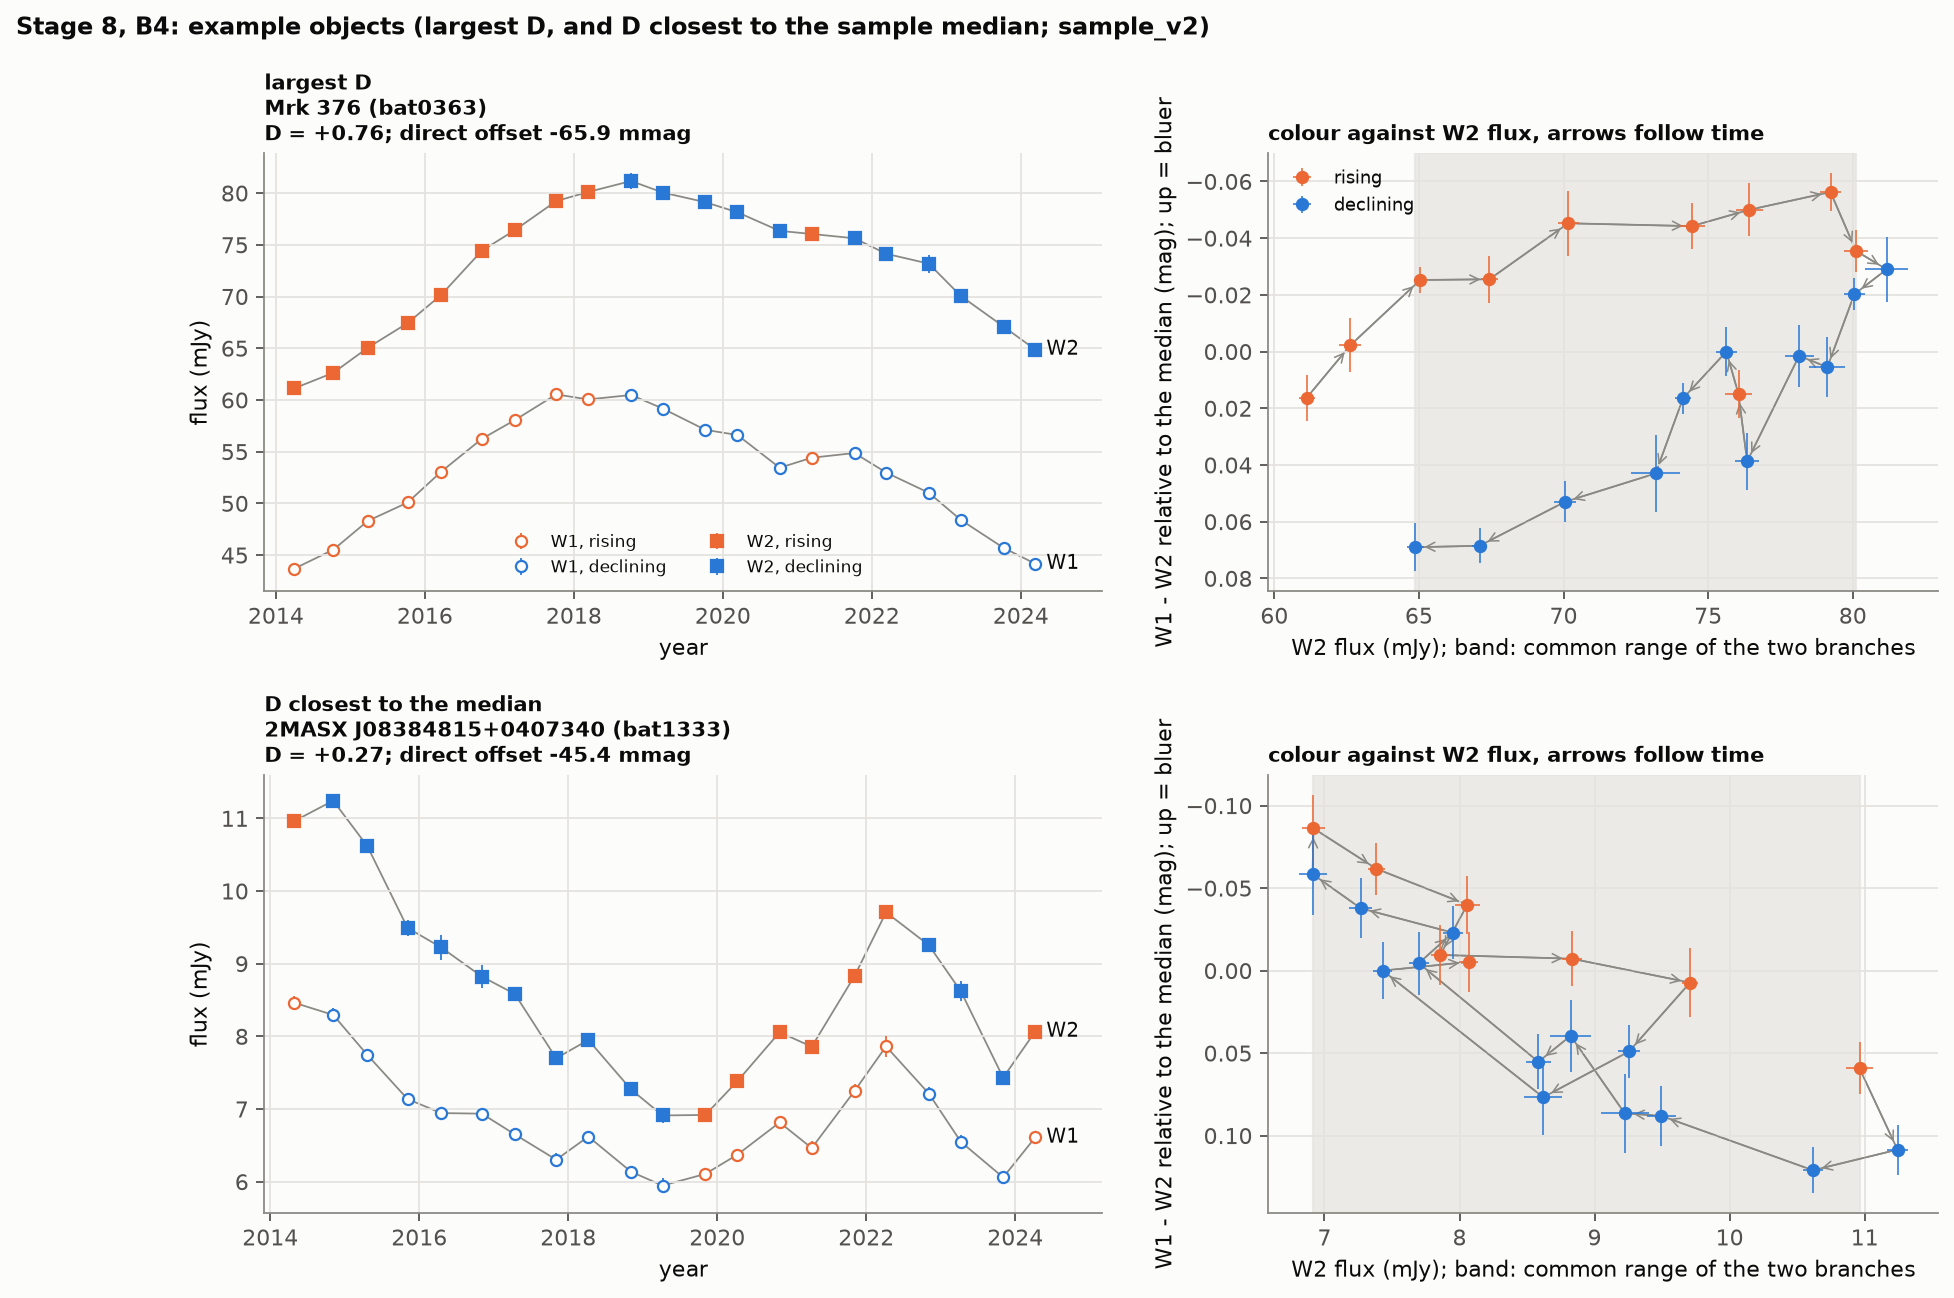 Stage 8, B4: example objects (largest D, and D closest to the sample median; sample_v2)
largest D
Mrk 376 (bat0363)
D = +0.76; direct offset -65.9 mmag
flux (mJy)
80
75
70
65
60
55
50
45
W2
W1
W1, rising
W2, rising
W1, declining
W2, declining
2014
2016
2018
2020
2022
2024
year
colour against W2 flux, arrows follow time
W1 - W2 relative to the median (mag); up = bluer
rising
declining
−0.06
−0.04
−0.02
0.00
0.02
0.04
0.06
0.08
60
65
70
75
80
W2 flux (mJy); band: common range of the two branches
D closest to the median
2MASX J08384815+0407340 (bat1333)
D = +0.27; direct offset -45.4 mmag
flux (mJy)
11
10
9
8
7
6
W2
W1
2014
2016
2018
2020
2022
2024
year
colour against W2 flux, arrows follow time
W1 - W2 relative to the median (mag); up = bluer
−0.10
−0.05
0.00
0.05
0.10
7
8
9
10
11
W2 flux (mJy); band: common range of the two branches